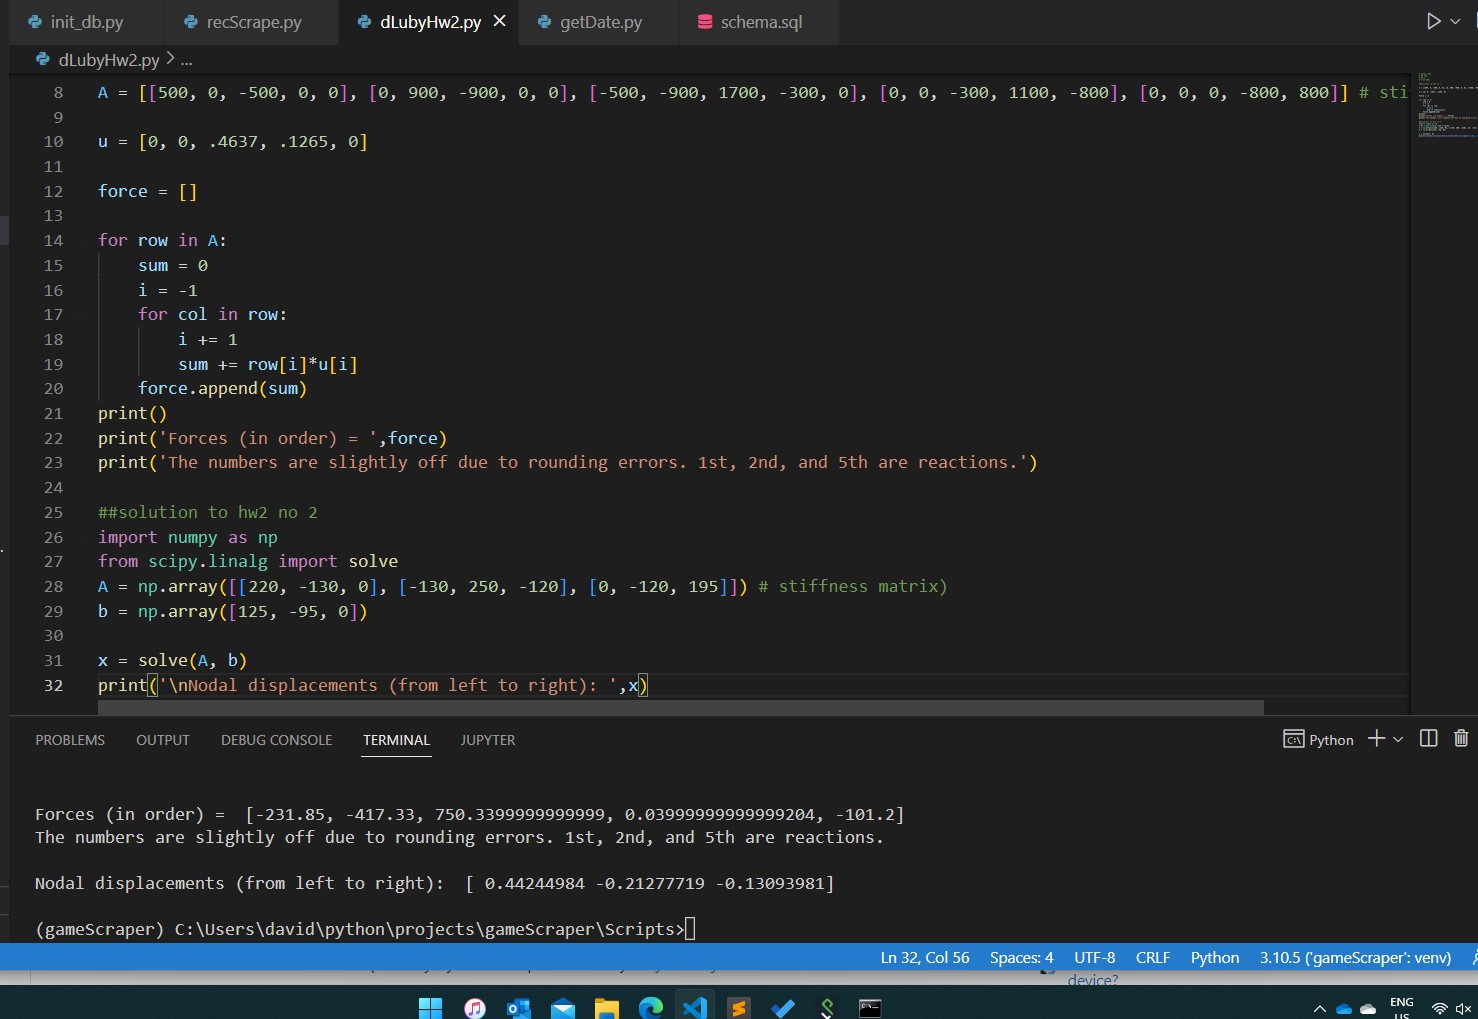 init_db.py recScrape.py dLubyHw2.py getDate.py schema.sql
dLubyHw2.py > ...
8 A = [[500, 0, -500, 0, 0], [0, 900, -900, 0, 0], [-500, -900, 1700, -300, 0], [0, 0, -300, 1100, -800], [0, 0, 0, -800, 800]] # sti
9
10 u = [0, 0, .4637, .1265, 0]
11
12 force = []
13
14 for row in A:
15 sum = 0
16 i = -1
17 for col in row:
18 i += 1
19 sum += row[i]*u[i]
20 force.append(sum)
21 print()
22 print('Forces (in order) = ',force)
23 print('The numbers are slightly off due to rounding errors. 1st, 2nd, and 5th are reactions.')
24
25 ##solution to hw2 no 2
26 import numpy as np
27 from scipy.linalg import solve
28 A = np.array([[220, -130, 0], [-130, 250, -120], [0, -120, 195]]) # stiffness matrix)
29 b = np.array([125, -95, 0])
30
31 x = solve(A, b)
32 print('\nNodal displacements (from left to right): ',x)
PROBLEMS OUTPUT DEBUG CONSOLE TERMINAL JUPYTER Python
Forces (in order) =  [-231.85, -417.33, 750.3399999999999, 0.03999999999999204, -101.2]
The numbers are slightly off due to rounding errors. 1st, 2nd, and 5th are reactions.
Nodal displacements (from left to right):  [ 0.44244984 -0.21277719 -0.13093981]
(gameScraper) C:\Users\david\python\projects\gameScraper\Scripts>
Ln 32, Col 56 Spaces: 4 UTF-8 CRLF Python 3.10.5 ('gameScraper': venv)
device?
ENG
US